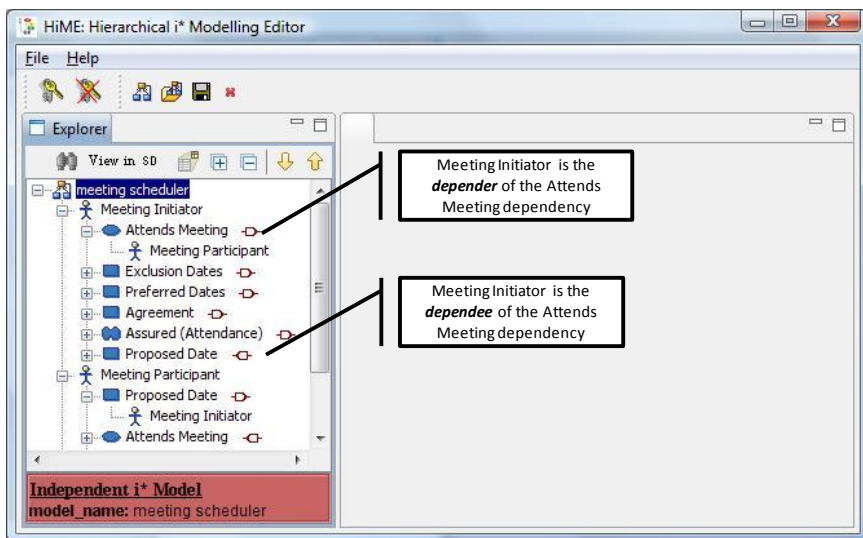 HiME: Hierarchical i* Modelling Editor
File Help
Explorer
View in SD
meeting scheduler
Meeting Initiator
Attends Meeting
Meeting Participant
Exclusion Dates
Preferred Dates
Agreement
Assured (Attendance)
Proposed Date
Meeting Participant
Proposed Date
Meeting Initiator
Attends Meeting
Independent i* Model
model_name: meeting scheduler
Meeting Initiator is the
depender of the Attends
Meeting dependency
Meeting Initiator is the
dependee of the Attends
Meeting dependency